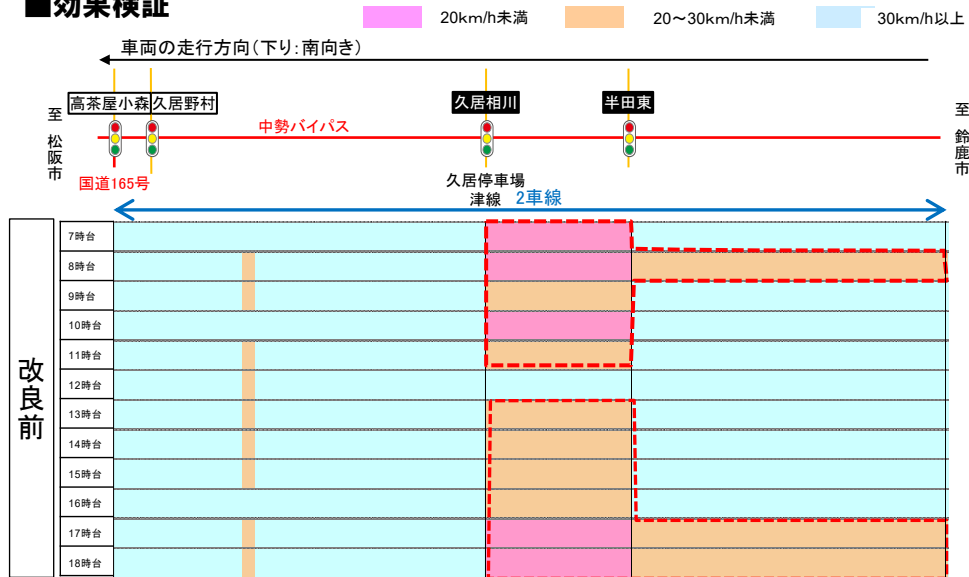 ■効果検証
20km/h未満
20～30km/h未満
30km/h以上
車両の走行方向(下り:南向き)
高茶屋小森
久居野村
久居相川
半田東
至 松阪市
至 鈴鹿市
中勢バイパス
国道165号
久居停車場
津線
2車線
改良前
7時台
8時台
9時台
10時台
11時台
12時台
13時台
14時台
15時台
16時台
17時台
18時台